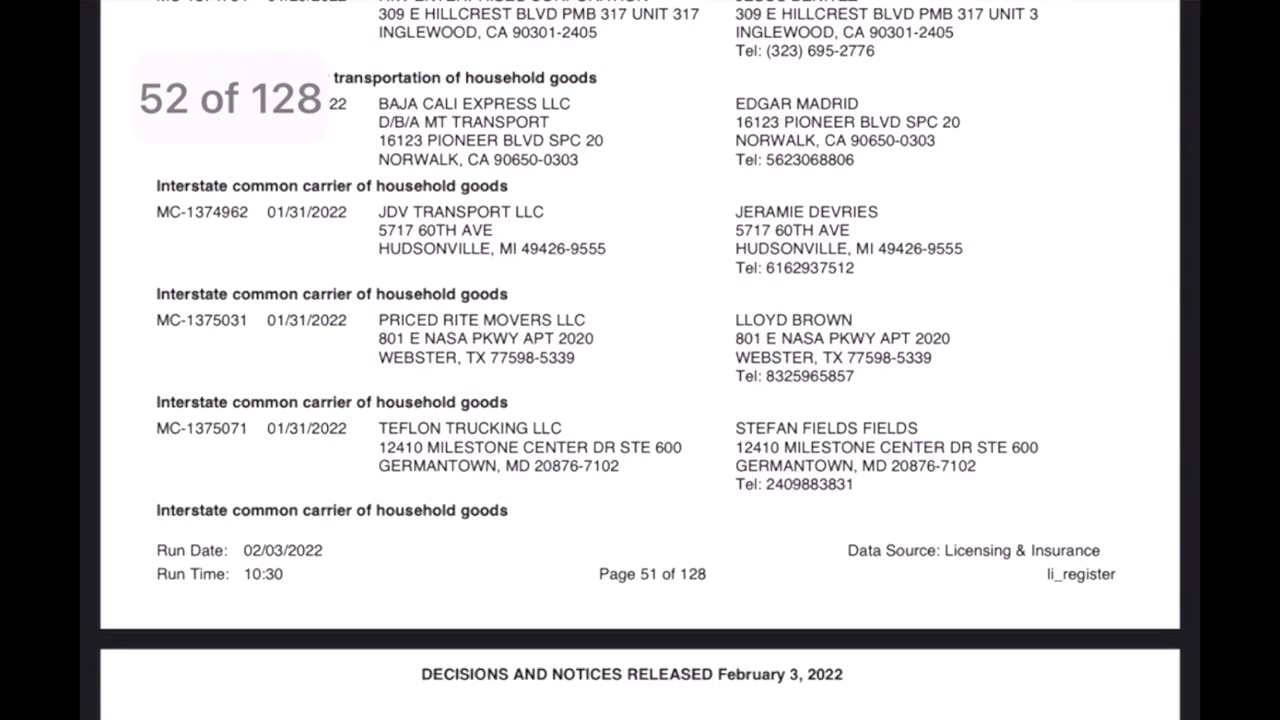 309 E HILLCREST BLVD PMB 317 UNIT 317 309 E HILLCREST BLVD PMB 317 UNIT 3
INGLEWOOD, CA 90301-2405 INGLEWOOD, CA 90301-2405
Tel: (323) 695-2776
transportation of household goods
52 of 128
22 BAJA CALI EXPRESS LLC EDGAR MADRID
D/B/A MT TRANSPORT 16123 PIONEER BLVD SPC 20
16123 PIONEER BLVD SPC 20 NORWALK, CA 90650-0303
NORWALK, CA 90650-0303 Tel: 5623068806
Interstate common carrier of household goods
MC-1374962 01/31/2022 JDV TRANSPORT LLC JERAMIE DEVRIES
5717 60TH AVE 5717 60TH AVE
HUDSONVILLE, MI 49426-9555 HUDSONVILLE, MI 49426-9555
Tel: 6162937512
Interstate common carrier of household goods
MC-1375031 01/31/2022 PRICED RITE MOVERS LLC LLOYD BROWN
801 E NASA PKWY APT 2020 801 E NASA PKWY APT 2020
WEBSTER, TX 77598-5339 WEBSTER, TX 77598-5339
Tel: 8325965857
Interstate common carrier of household goods
MC-1375071 01/31/2022 TEFLON TRUCKING LLC STEFAN FIELDS FIELDS
12410 MILESTONE CENTER DR STE 600 12410 MILESTONE CENTER DR STE 600
GERMANTOWN, MD 20876-7102 GERMANTOWN, MD 20876-7102
Tel: 2409883831
Interstate common carrier of household goods
Run Date: 02/03/2022 Data Source: Licensing & Insurance
Run Time: 10:30 Page 51 of 128 li_register
DECISIONS AND NOTICES RELEASED February 3, 2022